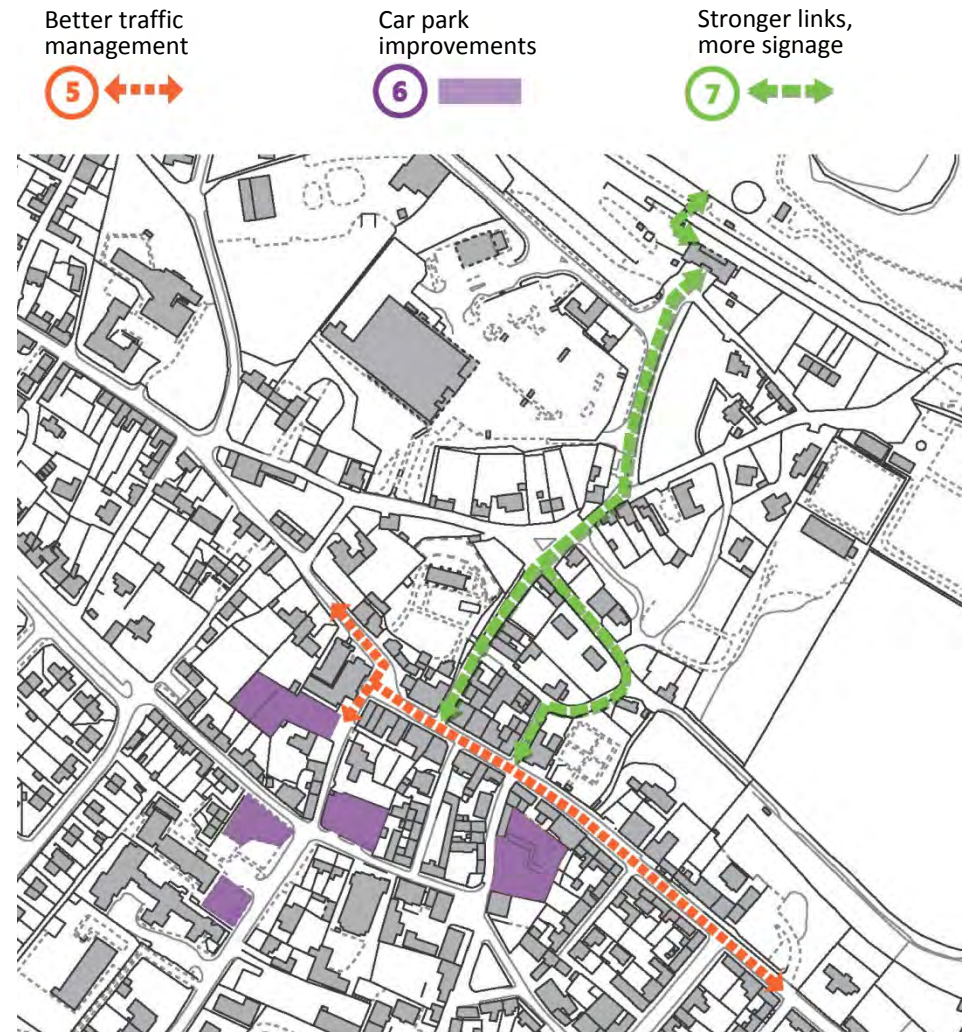 Better traffic
management
5
Car park
improvements
6
Stronger links,
more signage
7